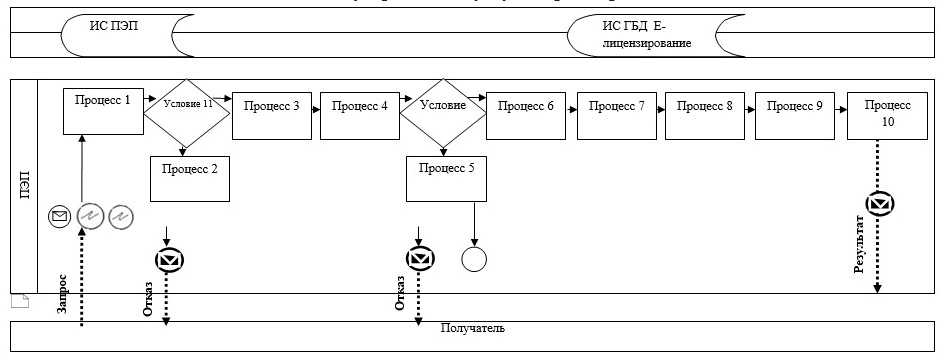 ИС ПЭП
ИС ГБД Е-
лицензирование
ПЭП
Процесс 1
Условие 11
Процесс 3
Процесс 4
Условие
Процесс 6
Процесс 7
Процесс 8
Процесс 9
Процесс
10
Процесс 2
Процесс 5
Запрос
Отказ
Отказ
Результат
Получатель